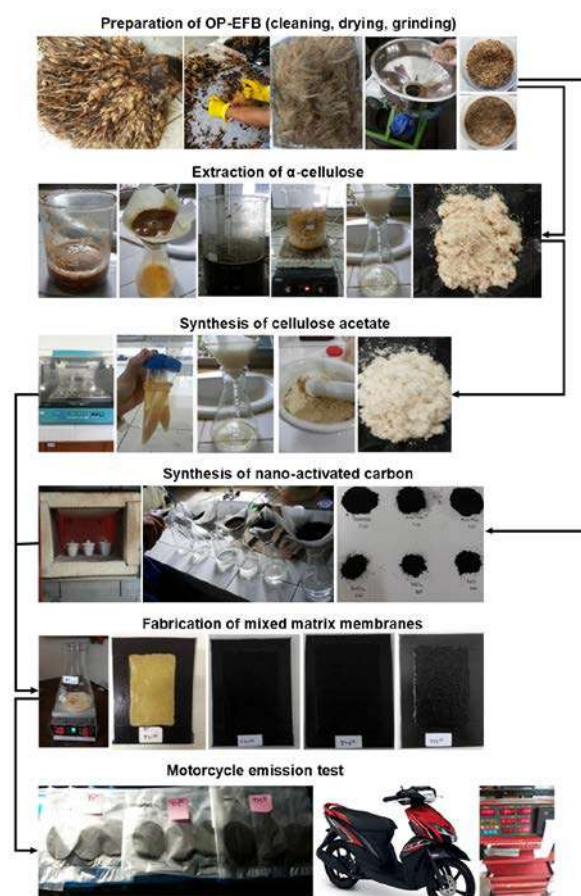 Preparation of OP-EFB (cleaning, drying, grinding)
Extraction of α-cellulose
Synthesis of cellulose acetate
Synthesis of nano-activated carbon
Fabrication of mixed matrix membranes
Motorcycle emission test